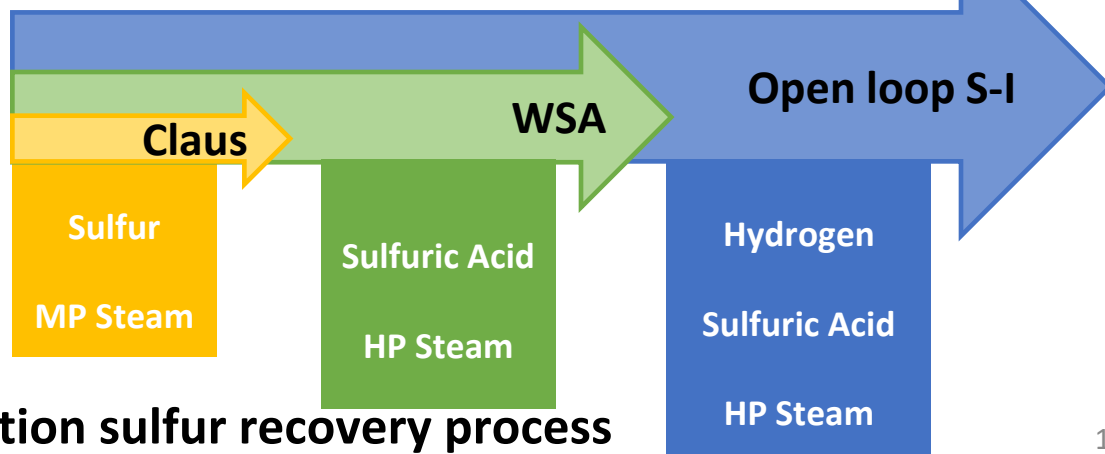 Open loop S-I
WSA
Claus
Sulfur
MP Steam
Sulfuric Acid
HP Steam
Hydrogen
Sulfuric Acid
HP Steam
tion sulfur recovery process
1